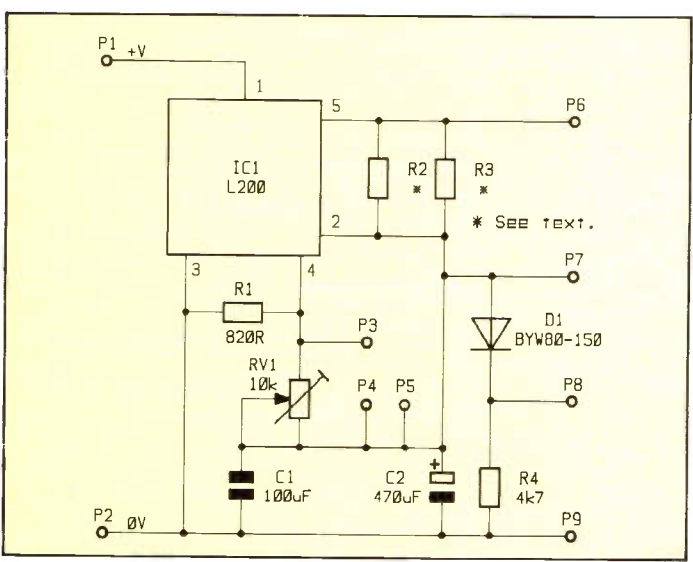 P1 +V
1
5
P6
IC1
L200
R2
*
R3
*
* See text.
2
P7
3
4
R1
820R
P3
D1
BYW80-150
RV1
10k
P4
P5
P8
C1
100uF
+
C2
470uF
R4
4k7
P2 0V
P9